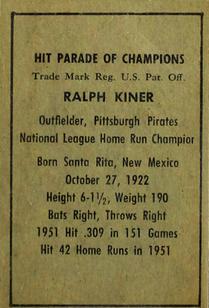 HIT PARADE OF CHAMPIONS
Trade Mark Reg. U.S. Pat. Off.
RALPH KINER
Outfielder, Pittsburgh Pirates
National League Home Run Champior
Born Santa Rita, New Mexico
October 27, 1922
Height 6-1½, Weight 190
Bats Right, Throws Right
1951 Hit .309 in 151 Games
Hit 42 Home Runs in 1951